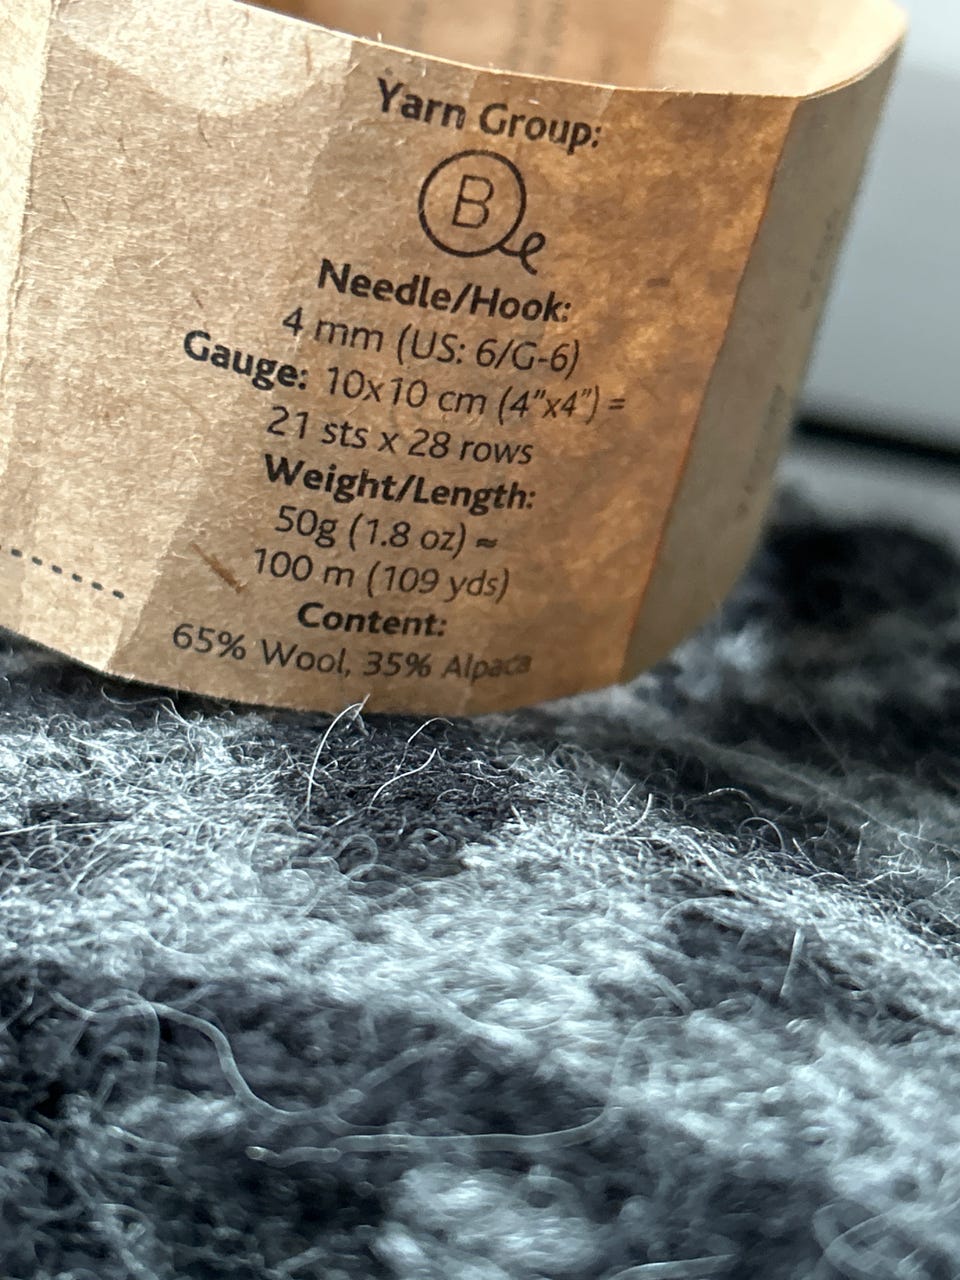 Yarn Group:
B
Needle/Hook:
4 mm (US: 6/G-6)
Gauge: 10x10 cm (4"x4") =
21 sts x 28 rows
Weight/Length:
50g (1.8 oz) ≈
100 m (109 yds)
Content:
65% Wool, 35% Alpaca